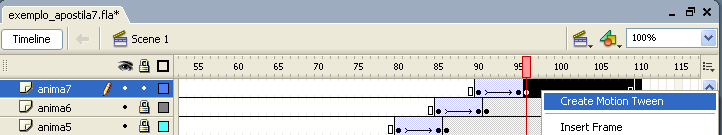 exemplo_apostila7.fla*
Timeline Scene 1 100%
55 60 65 70 75 80 85 90 95 100 105 110 115
anima7
Create Motion Tween
anima6
anima5
Insert Frame